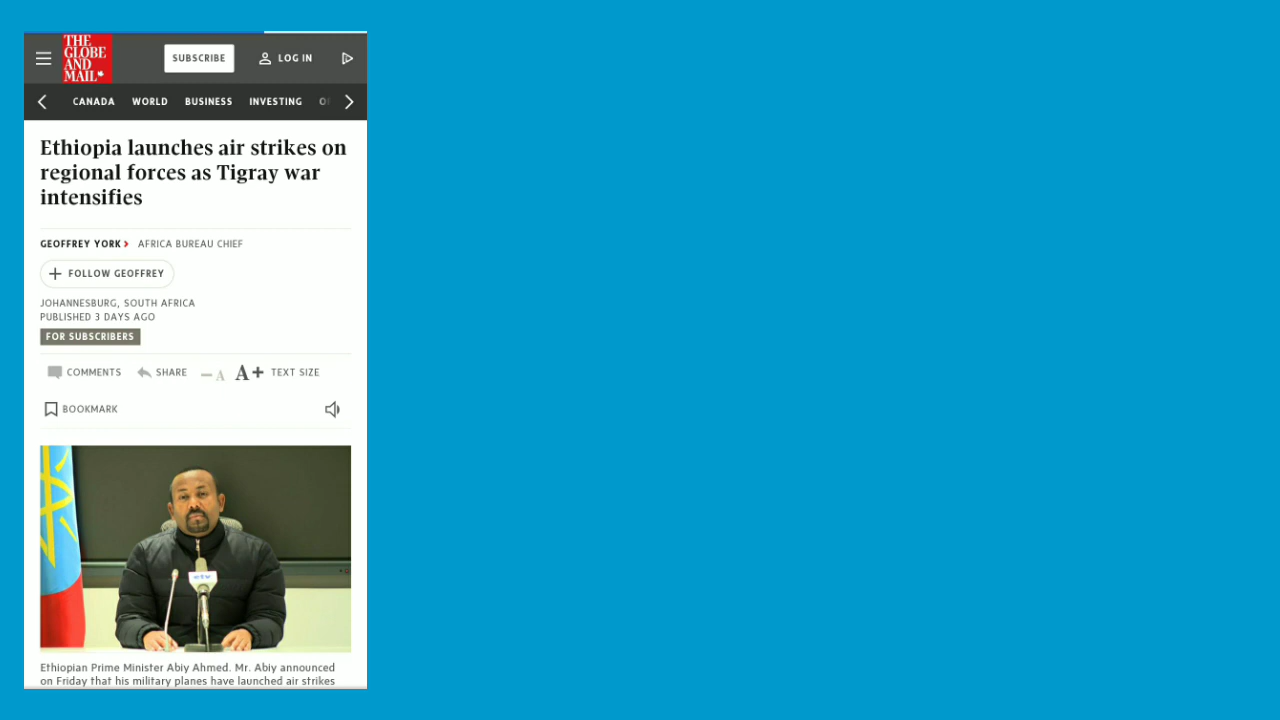 THE
GLOBE
AND
MAIL
SUBSCRIBE
LOG IN
CANADA WORLD BUSINESS INVESTING
Ethiopia launches air strikes on
regional forces as Tigray war
intensifies
GEOFFREY YORK AFRICA BUREAU CHIEF
+ FOLLOW GEOFFREY
JOHANNESBURG, SOUTH AFRICA
PUBLISHED 3 DAYS AGO
FOR SUBSCRIBERS
COMMENTS SHARE – A A + TEXT SIZE
BOOKMARK
etv
Ethiopian Prime Minister Abiy Ahmed. Mr. Abiy announced
on Friday that his military planes have launched air strikes